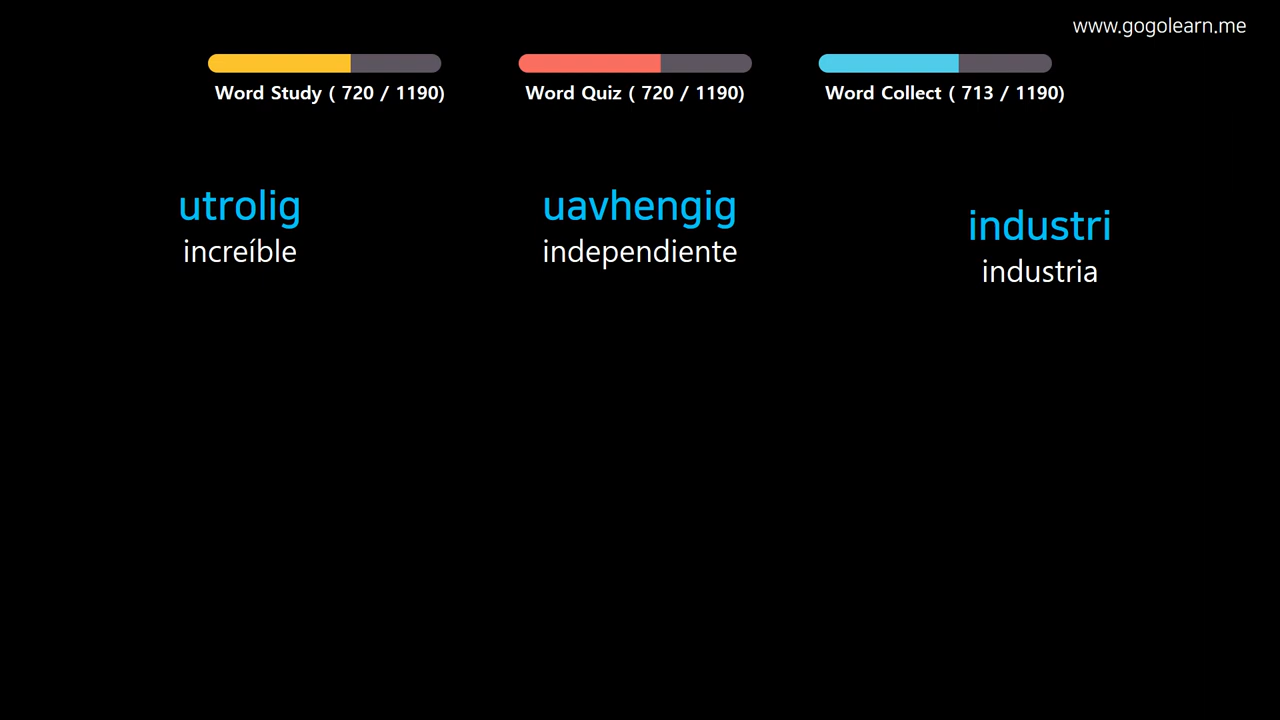 www.gogolearn.me
Word Study ( 720 / 1190)
Word Quiz ( 720 / 1190)
Word Collect ( 713 / 1190)
utrolig
increíble
uavhengig
independiente
industri
industria